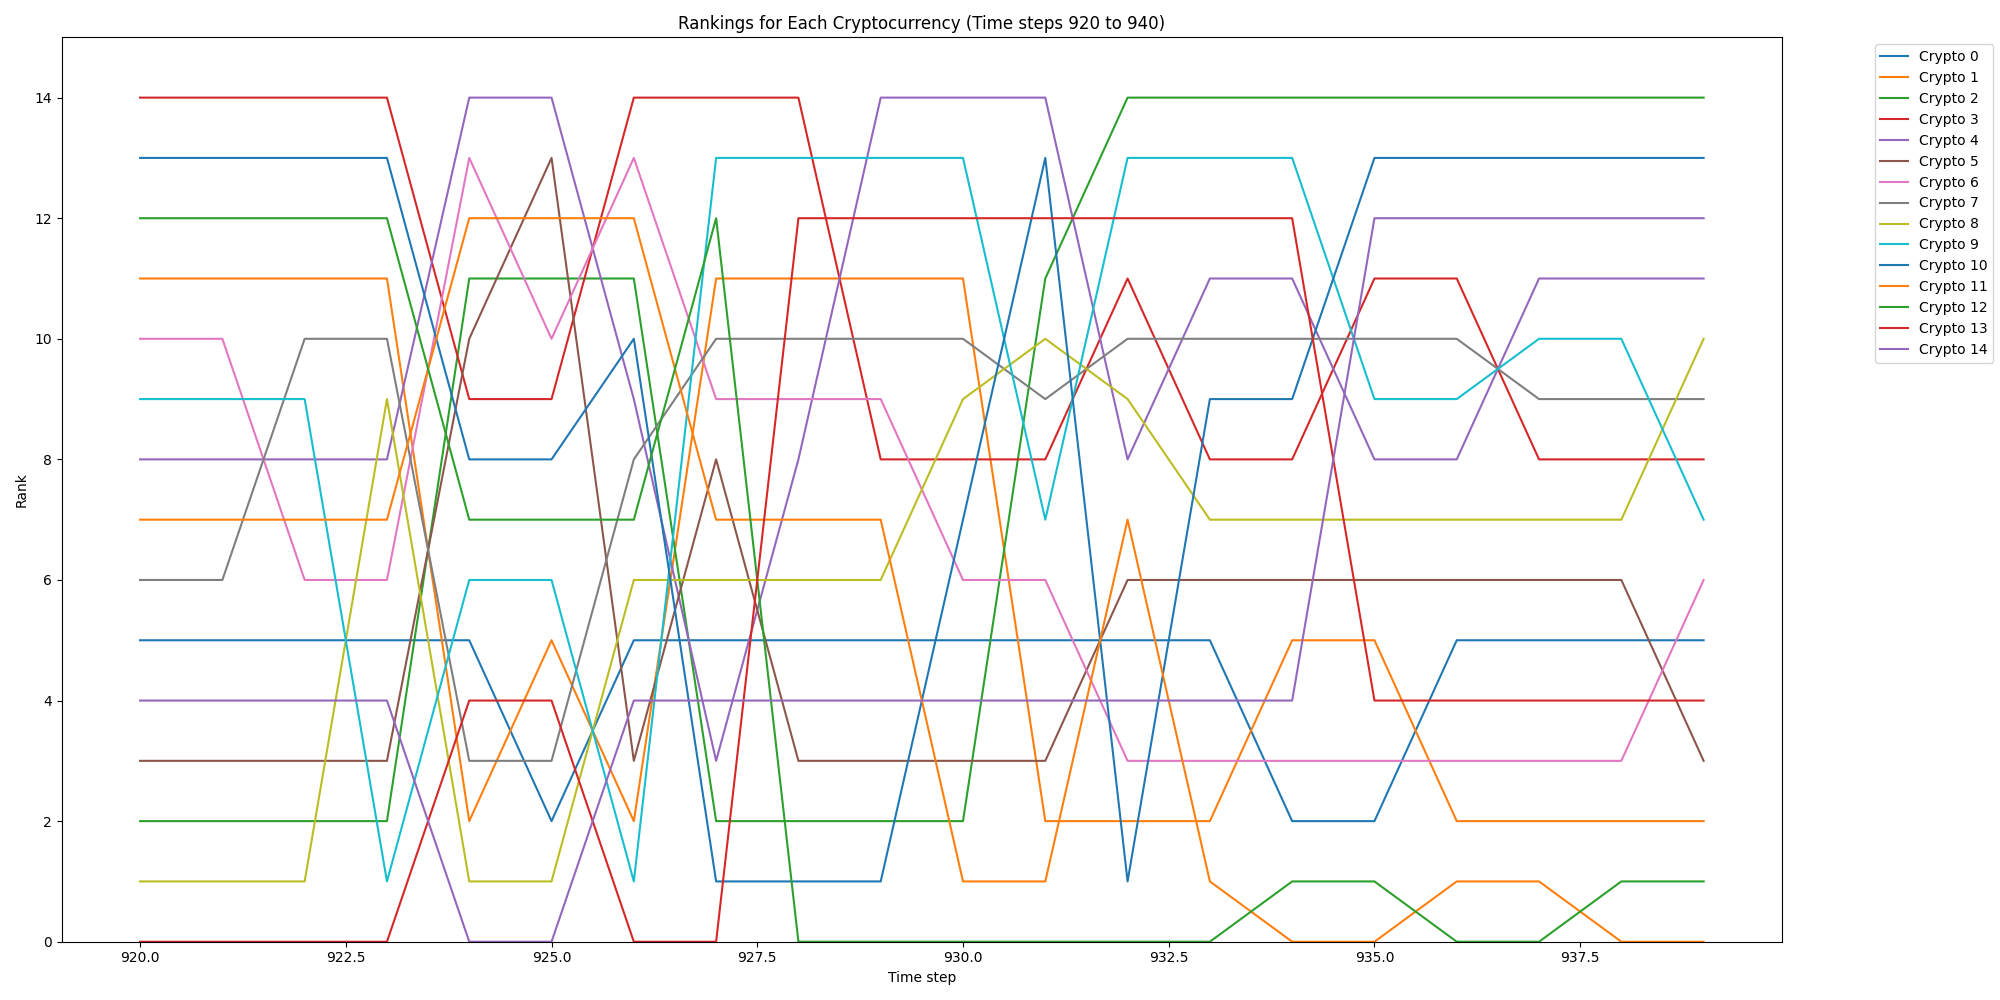 Rankings for Each Cryptocurrency (Time steps 920 to 940)
14
12
10
8
6
4
2
0
Rank
920.0
922.5
925.0
927.5
930.0
932.5
935.0
937.5
Time step
Crypto 0
Crypto 1
Crypto 2
Crypto 3
Crypto 4
Crypto 5
Crypto 6
Crypto 7
Crypto 8
Crypto 9
Crypto 10
Crypto 11
Crypto 12
Crypto 13
Crypto 14